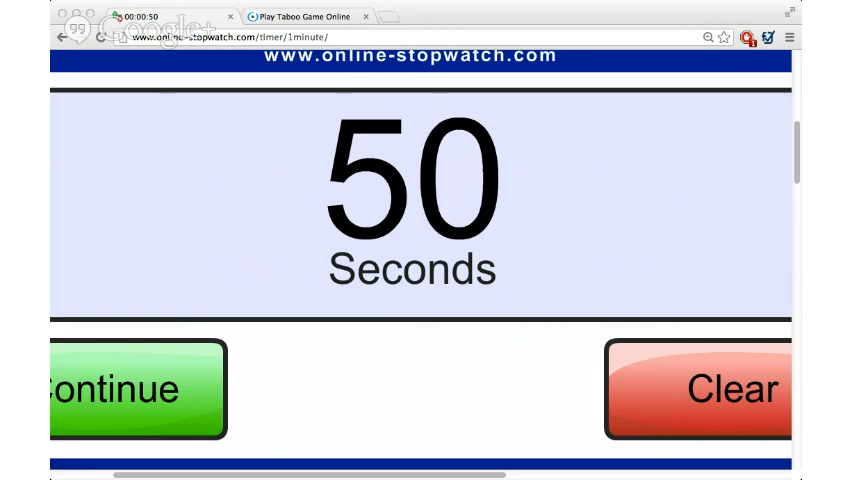 00:00:50
Play Taboo Game Online
Google+
www.online-stopwatch.com/timer/1minute/
www.online-stopwatch.com
50
Seconds
Continue
Clear